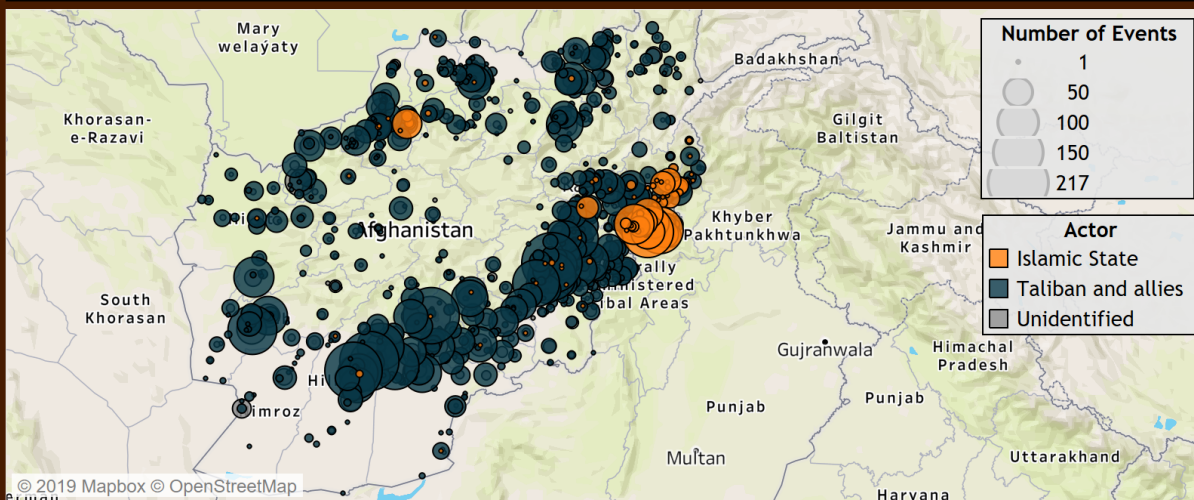 Mary
welaýaty
Badakhshan
Khorasan-
e-Razavi
Gilgit
Baltistan
Afghanistan
Khyber
Pakhtunkhwa
Jammu and
Kashmir
South
Khorasan
Gujranwala
Himachal
Pradesh
Punjab
Punjab
Multan
Uttarakhand
Haryana
© 2019 Mapbox © OpenStreetMap
Number of Events
1
50
100
150
217
Actor
Islamic State
Taliban and allies
Unidentified